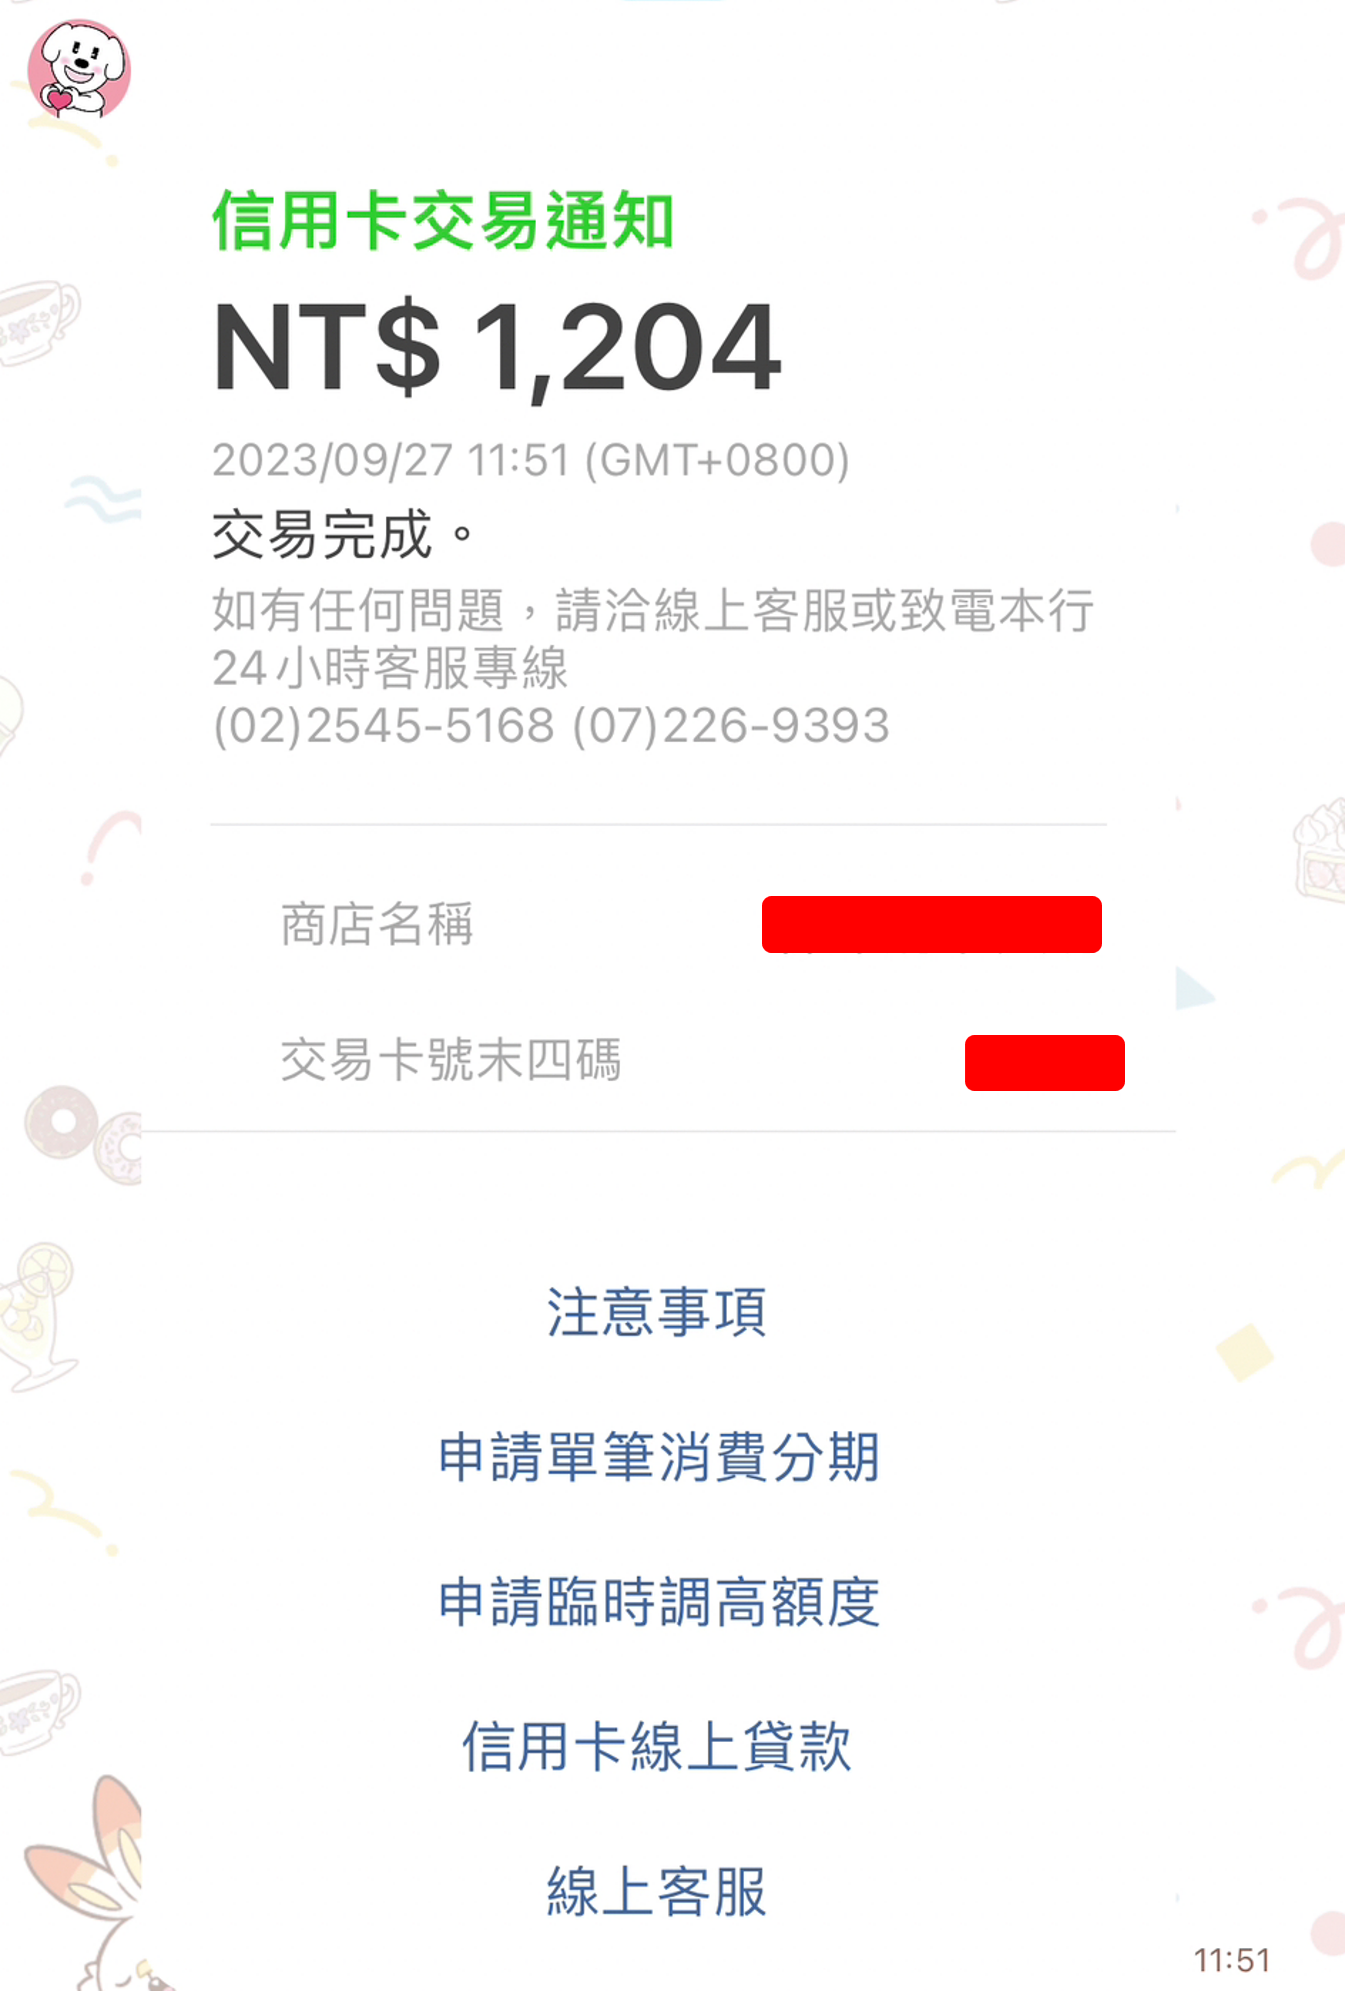 信用卡交易通知
NT$ 1,204
2023/09/27 11:51 (GMT+0800)
交易完成。
如有任何問題，請洽線上客服或致電本行
24小時客服專線
(02)2545-5168 (07)226-9393
商店名稱
交易卡號末四碼
注意事項
申請單筆消費分期
申請臨時調高額度
信用卡線上貸款
線上客服
11:51